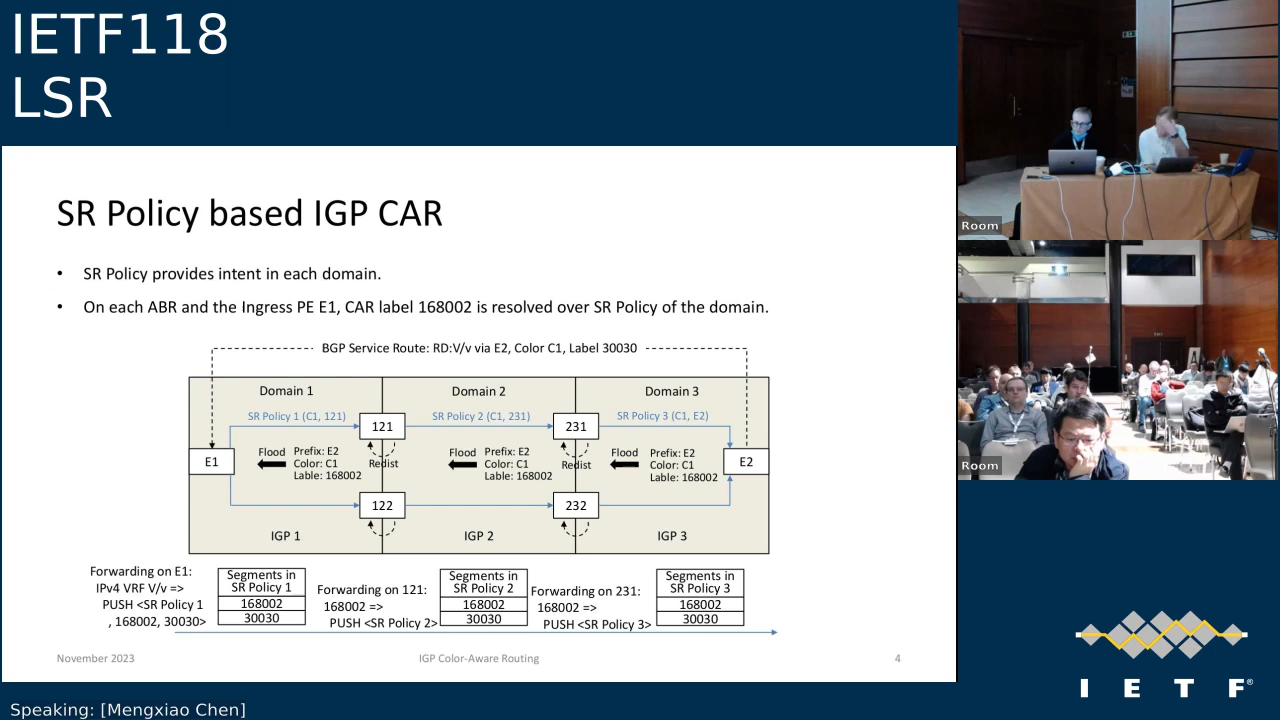 IETF118
LSR
SR Policy based IGP CAR
• SR Policy provides intent in each domain.
• On each ABR and the Ingress PE E1, CAR label 168002 is resolved over SR Policy of the domain.
BGP Service Route: RD:V/v via E2, Color C1, Label 30030
Domain 1
Domain 2
Domain 3
SR Policy 1 (C1, 121)
SR Policy 2 (C1, 231)
SR Policy 3 (C1, E2)
121
231
E1
Flood
Prefix: E2
Color: C1
Lable: 168002
Redist
Flood
Prefix: E2
Color: C1
Lable: 168002
Redist
Flood
Prefix: E2
Color: C1
Lable: 168002
E2
122
232
IGP 1
IGP 2
IGP 3
Forwarding on E1:
IPv4 VRF V/v =>
PUSH <SR Policy 1
, 168002, 30030>
Segments in
SR Policy 1
168002
30030
Forwarding on 121:
168002 =>
PUSH <SR Policy 2>
Segments in
SR Policy 2
168002
30030
Forwarding on 231:
168002 =>
PUSH <SR Policy 3>
Segments in
SR Policy 3
168002
30030
November 2023
IGP Color-Aware Routing
4
Room
Room
I E T F®
Speaking: [Mengxiao Chen]